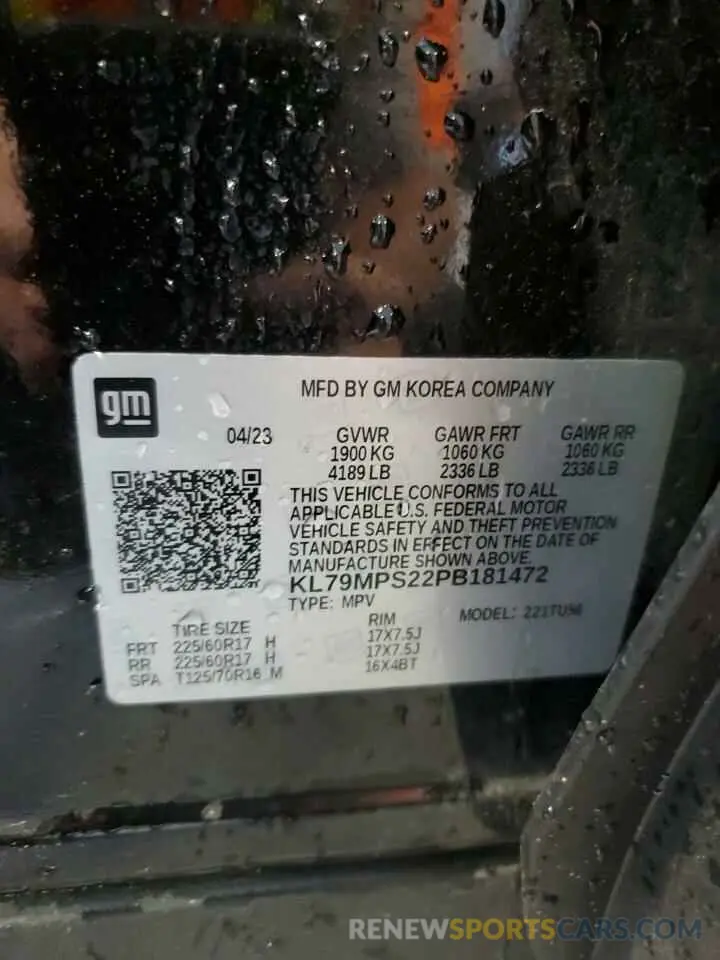 gm
MFD BY GM KOREA COMPANY
04/23 GVWR GAWR FRT GAWR RR
1900 KG 1060 KG 1060 KG
4189 LB 2336 LB 2336 LB
THIS VEHICLE CONFORMS TO ALL
APPLICABLE U.S. FEDERAL MOTOR
VEHICLE SAFETY AND THEFT PREVENTION
STANDARDS IN EFFECT ON THE DATE OF
MANUFACTURE SHOWN ABOVE.
KL79MPS22PB181472
TYPE: MPV MODEL:
TIRE SIZE RIM
FRT 225/60R17 H 17X7.5J
RR 225/60R17 H 17X7.5J
SPA T125/70R16 M 16X4BT
RENEWSPORTSCARS.COM